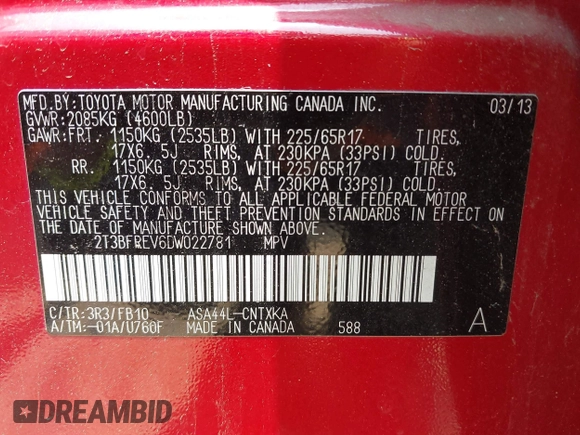 MFD.BY:TOYOTA MOTOR MANUFACTURING CANADA INC. 03/13
GVWR:2085KG (4600LB)
GAWR:FRT. 1150KG (2535LB) WITH 225/65R17 TIRES,
17X6. 5J RIMS, AT 230KPA (33PSI) COLD.
RR. 1150KG (2535LB) WITH 225/65R17 TIRES,
17X6. 5J RIMS, AT 230KPA (33PSI) COLD.
THIS VEHICLE CONFORMS TO ALL APPLICABLE FEDERAL MOTOR
VEHICLE SAFETY AND THEFT PREVENTION STANDARDS IN EFFECT ON
THE DATE OF MANUFACTURE SHOWN ABOVE.
2T3BFREV6DW022781 MPV
C/TR:3R3/FB10 ASA44L-CNTXKA
A/TM:-01A/U760F MADE IN CANADA 588 A
DREAMBID